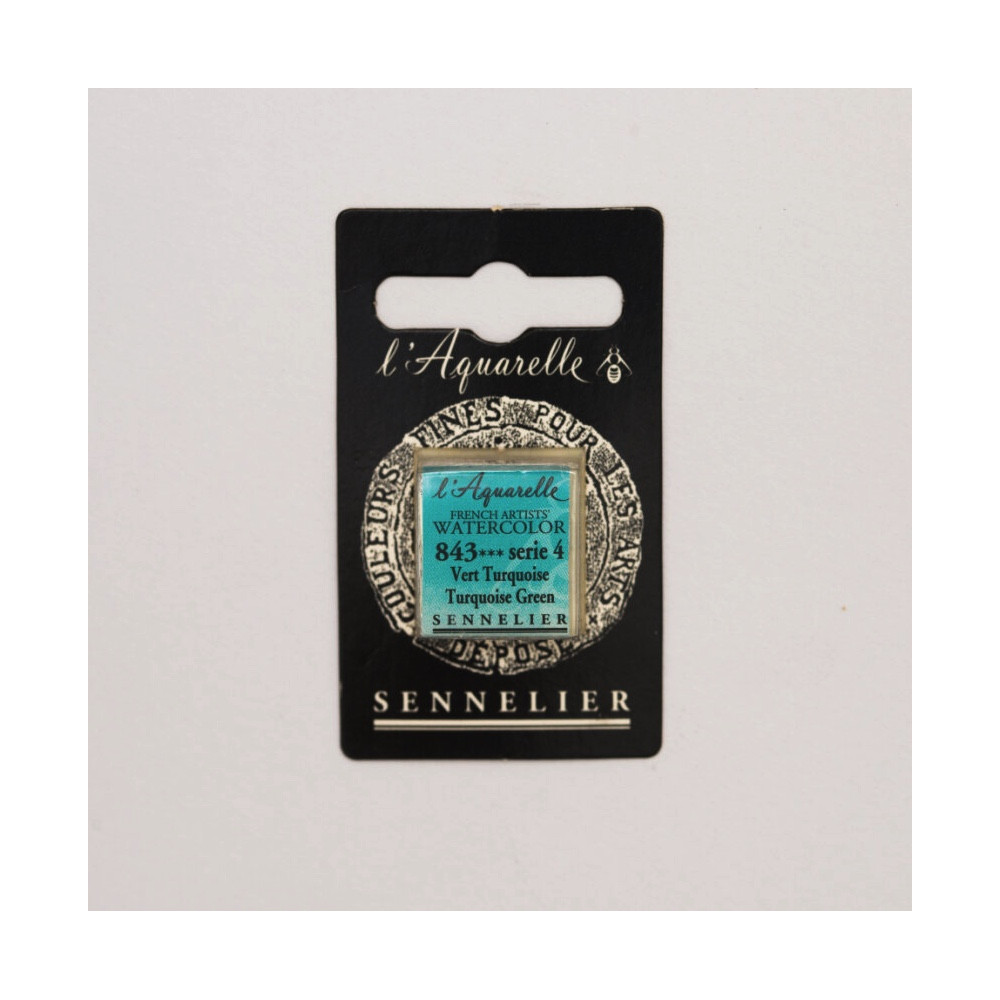 l'Aquarelle
COULEURS FINES POUR LES ARTS
l'Aquarelle
FRENCH ARTISTS'
WATERCOLOR
843*** serie 4
Vert Turquoise
Turquoise Green
SENNELIER
DÉPOSÉ
SENNELIER